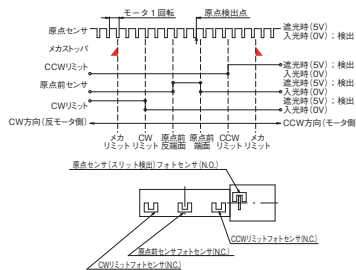 モータ1回転
原点検出点
原点センサ
遮光時(5V)
入光時(0V) : 検出
メカストッパ
CCWリミット
遮光時(5V) : 検出
入光時(0V)
原点前センサ
遮光時(5V) : 検出
入光時(0V)
CWリミット
遮光時(5V) : 検出
入光時(0V)
CW方向(反モータ側)
CCW方向(モータ側)
メカ
リミット
CW
リミット
原点前
反端面
原点前
端面
CCW
リミット
メカ
リミット
原点センサ(スリット検出)フォトセンサ(N.O.)
CCWリミットフォトセンサ(N.C.)
原点前センサフォトセンサ(N.C.)
CWリミットフォトセンサ(N.C.)